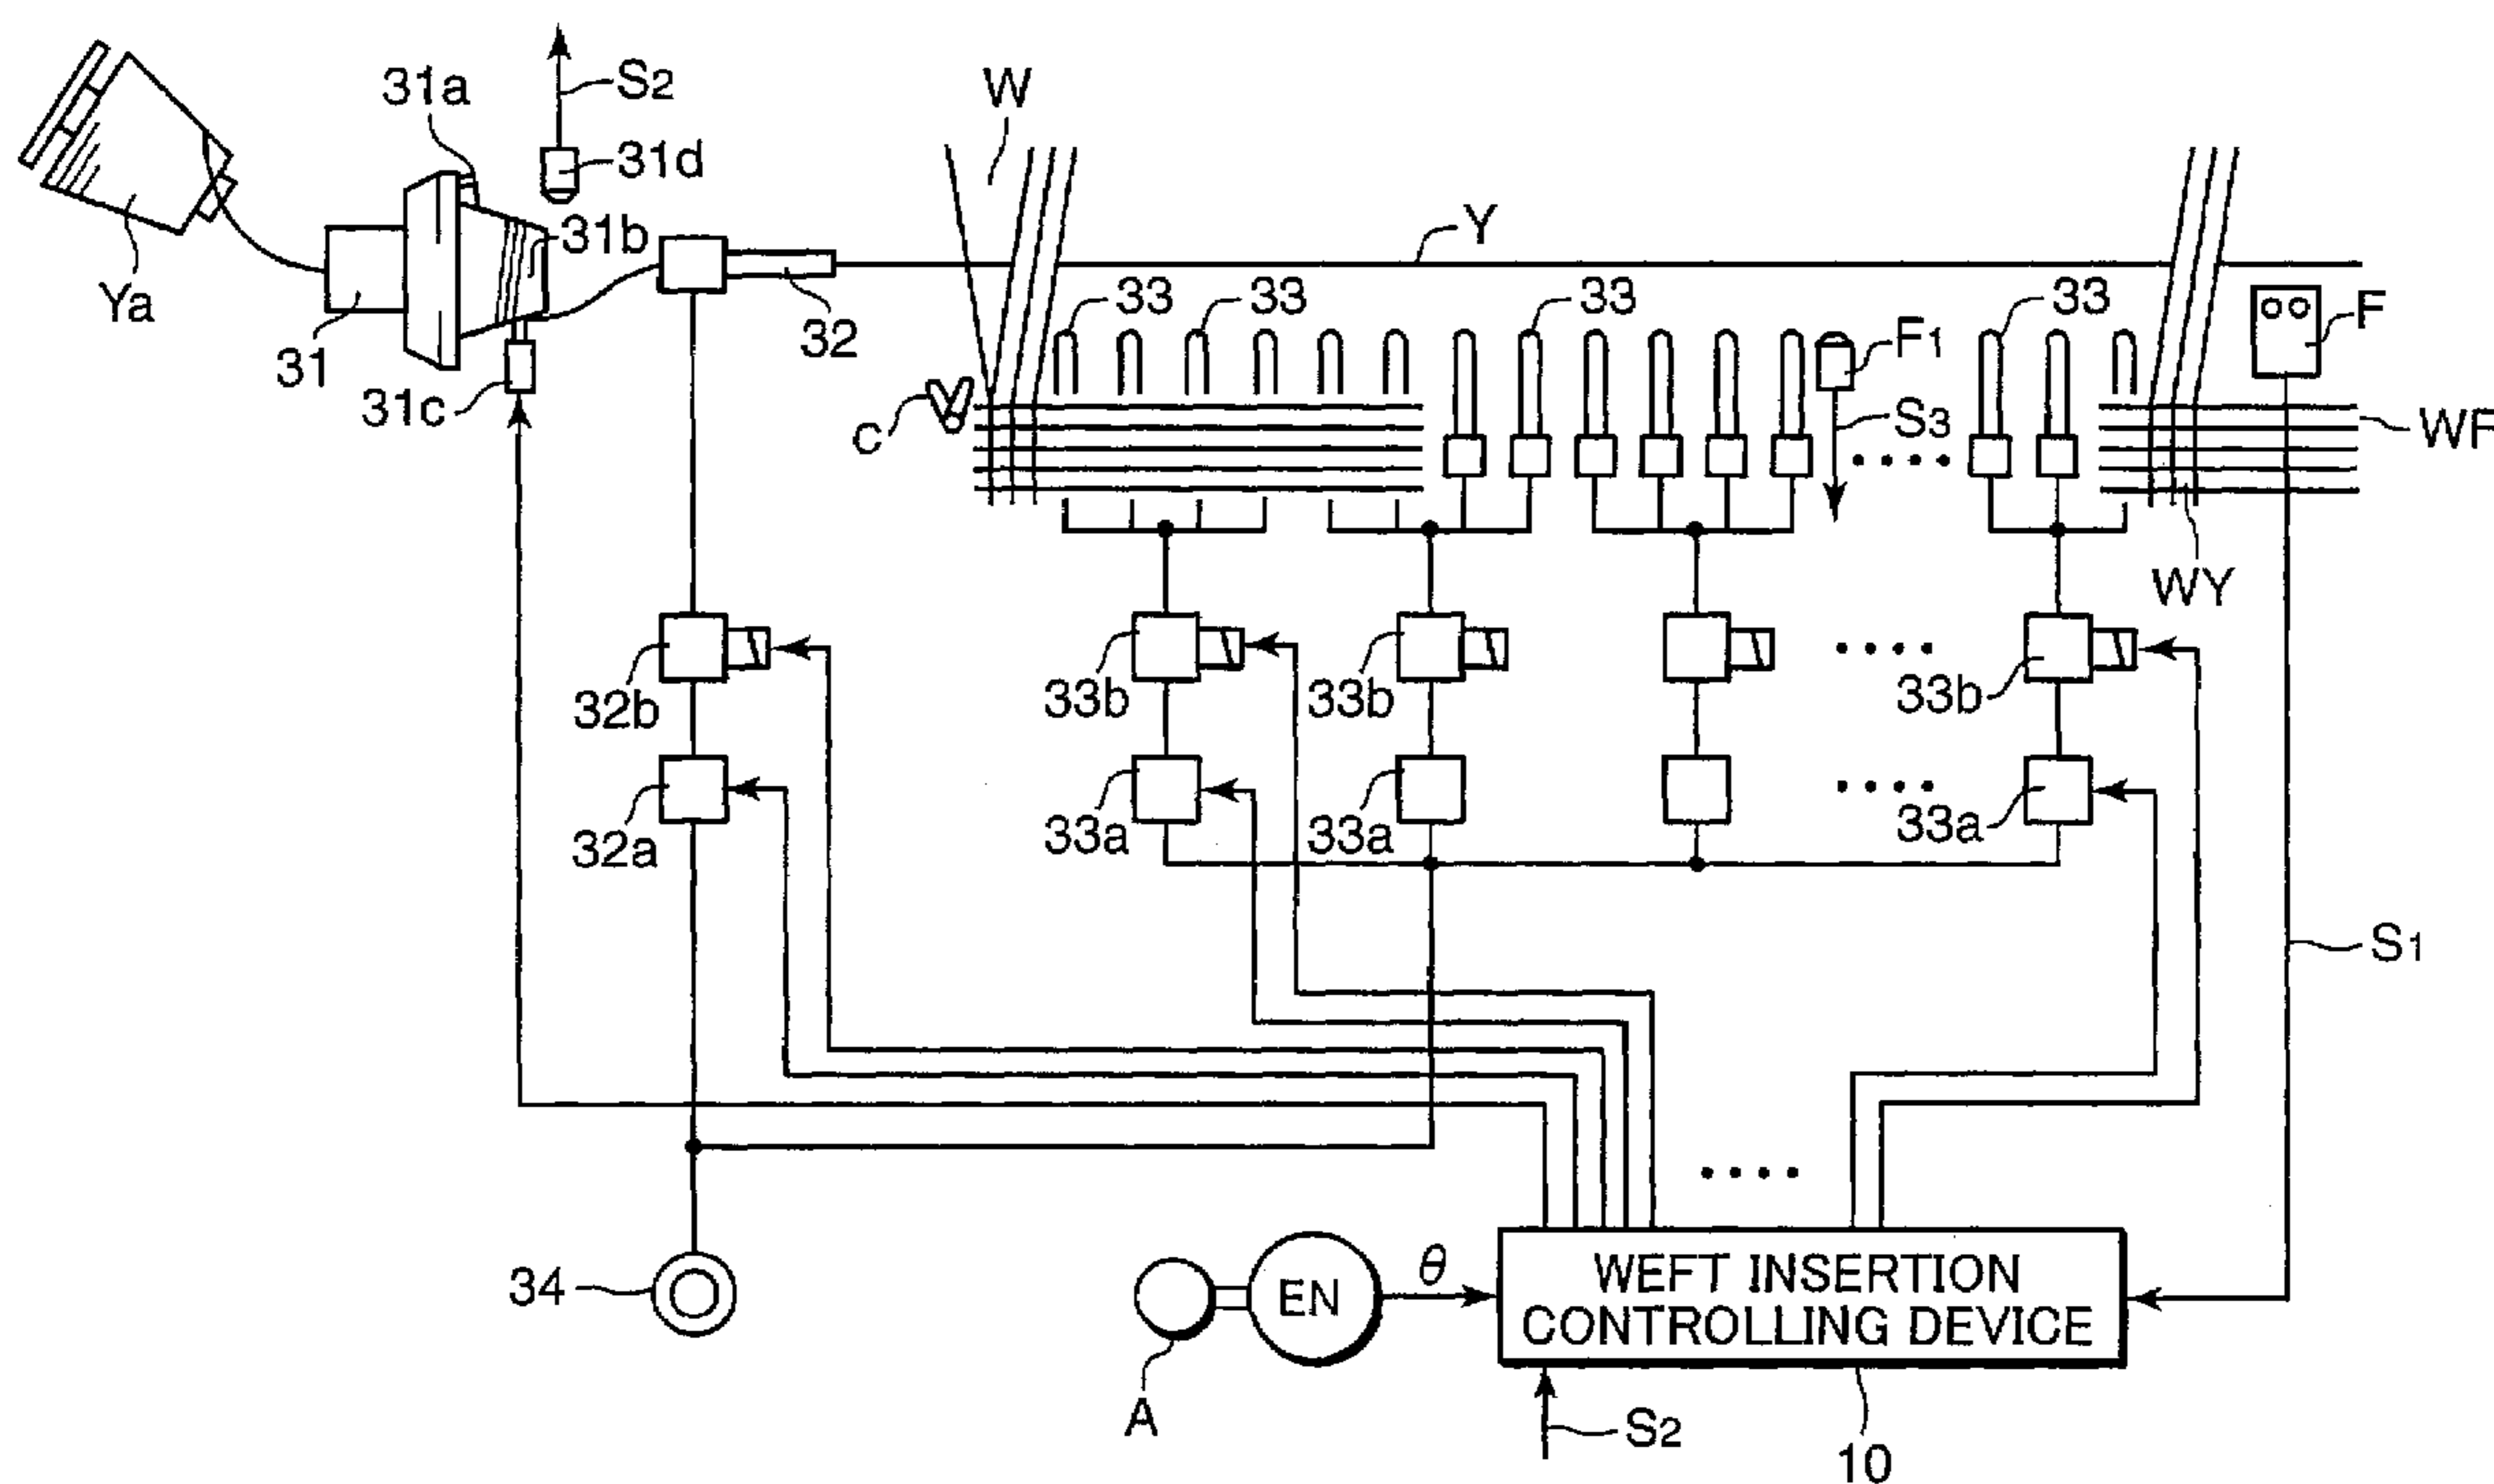 S2
W
31a
31d
Y
31b
Ya
33
33
33
33
F
F1
32
31
31c
S3
C
WF
WY
32b
33b
33b
33b
32a
33a
33a
33a
S1
34
EN
θ
WEFT INSERTION
CONTROLLING DEVICE
A
S2
10